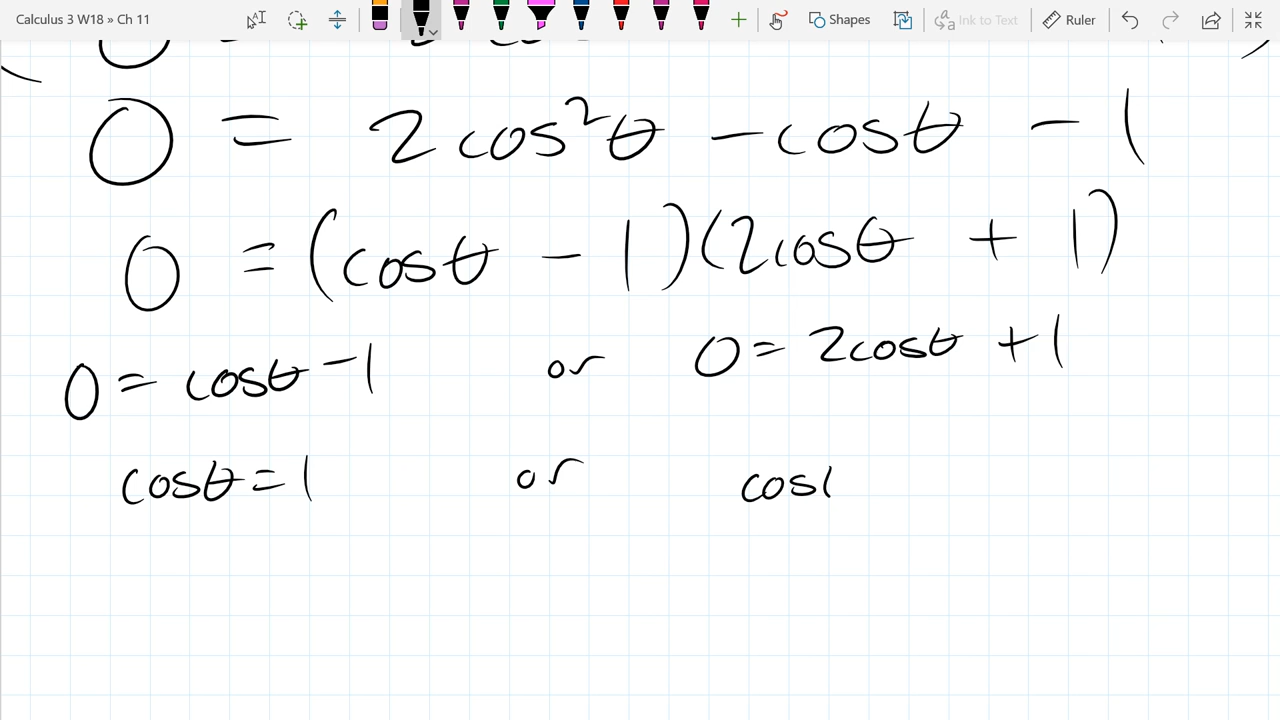 Calculus 3 W18 » Ch 11
Shapes
Link to Text
Ruler
0 = 2cos²θ - cosθ - 1
0 = (cosθ - 1)(2cosθ + 1)
0 = cosθ - 1 or 0 = 2cosθ + 1
cosθ = 1 or cos